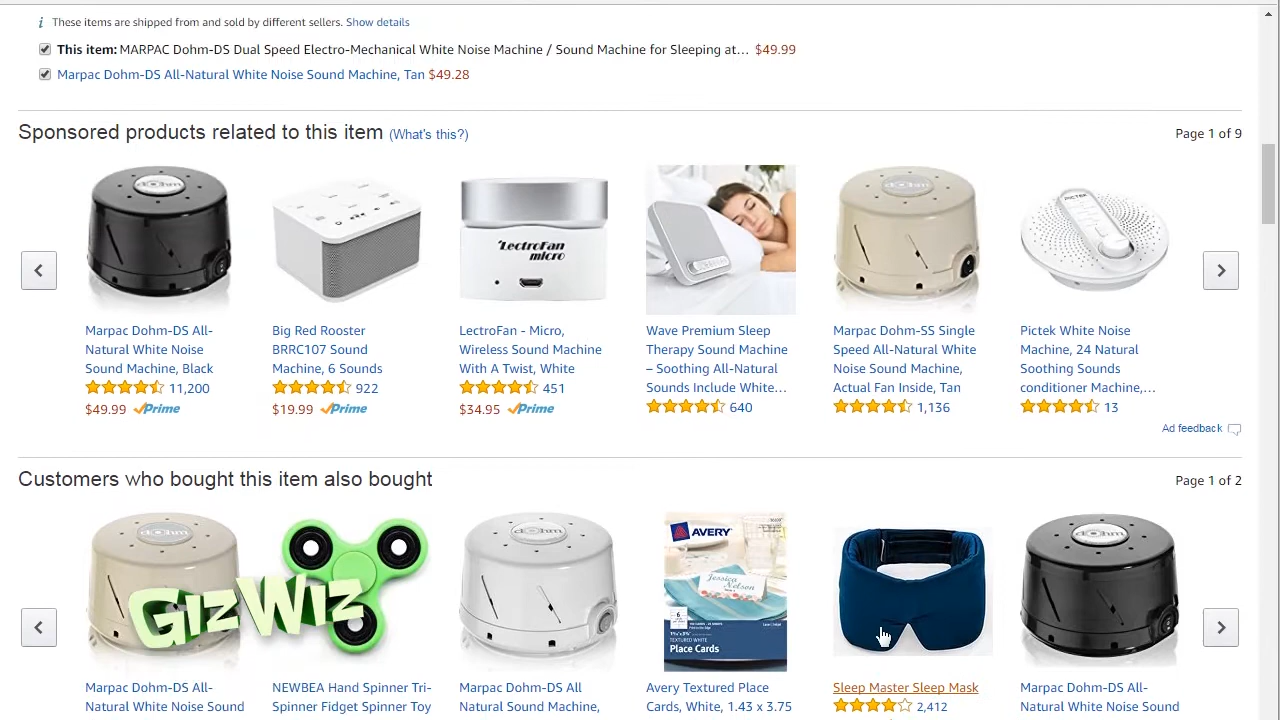 i These items are shipped from and sold by different sellers. Show details
This item: MARPAC Dohm-DS Dual Speed Electro-Mechanical White Noise Machine / Sound Machine for Sleeping at… $49.99
Marpac Dohm-DS All-Natural White Noise Sound Machine, Tan $49.28
Sponsored products related to this item (What's this?) Page 1 of 9
dohm
LectroFan
micro
dohm
PICTEK
Marpac Dohm-DS All-
Natural White Noise
Sound Machine, Black
11,200
$49.99 Prime
Big Red Rooster
BRRC107 Sound
Machine, 6 Sounds
922
$19.99 Prime
LectroFan - Micro,
Wireless Sound Machine
With A Twist, White
451
$34.95 Prime
Wave Premium Sleep
Therapy Sound Machine
– Soothing All-Natural
Sounds Include White…
640
Marpac Dohm-SS Single
Speed All-Natural White
Noise Sound Machine,
Actual Fan Inside, Tan
1,136
Pictek White Noise
Machine, 24 Natural
Soothing Sounds
conditioner Machine,…
13
Ad feedback
Customers who bought this item also bought Page 1 of 2
dohm
GizWiz
dohm
AVERY
Jessica
Nelson
Place Cards
dohm
Marpac Dohm-DS All-
Natural White Noise Sound
NEWBEA Hand Spinner Tri-
Spinner Fidget Spinner Toy
Marpac Dohm-DS All
Natural Sound Machine,
Avery Textured Place
Cards, White, 1.43 x 3.75
Sleep Master Sleep Mask
2,412
Marpac Dohm-DS All-
Natural White Noise Sound